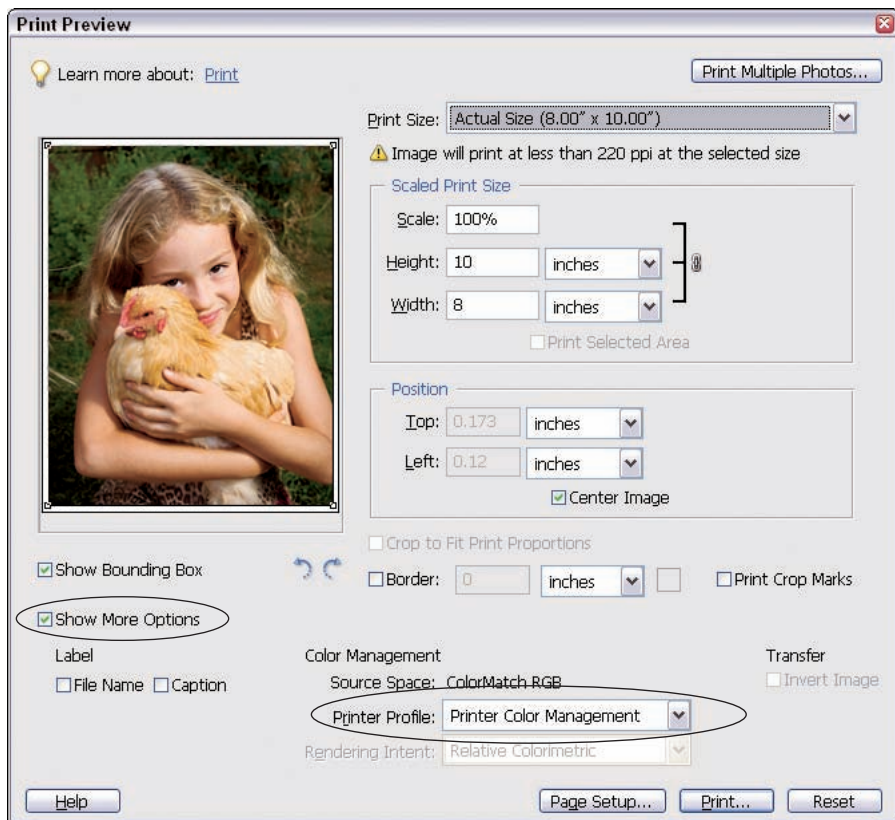 Print Preview
Learn more about: Print
Print Multiple Photos...
Print Size: Actual Size (8.00" x 10.00")
Image will print at less than 220 ppi at the selected size
Scaled Print Size
Scale: 100%
Height: 10 inches
Width: 8 inches
Print Selected Area
Position
Top: 0.173 inches
Left: 0.12 inches
Center Image
Crop to Fit Print Proportions
Show Bounding Box
Border: 0 inches
Print Crop Marks
Show More Options
Label
File Name Caption
Color Management
Source Space: ColorMatch RGB
Printer Profile: Printer Color Management
Rendering Intent: Relative Colorimetric
Transfer
Invert Image
Help
Page Setup...
Print...
Reset